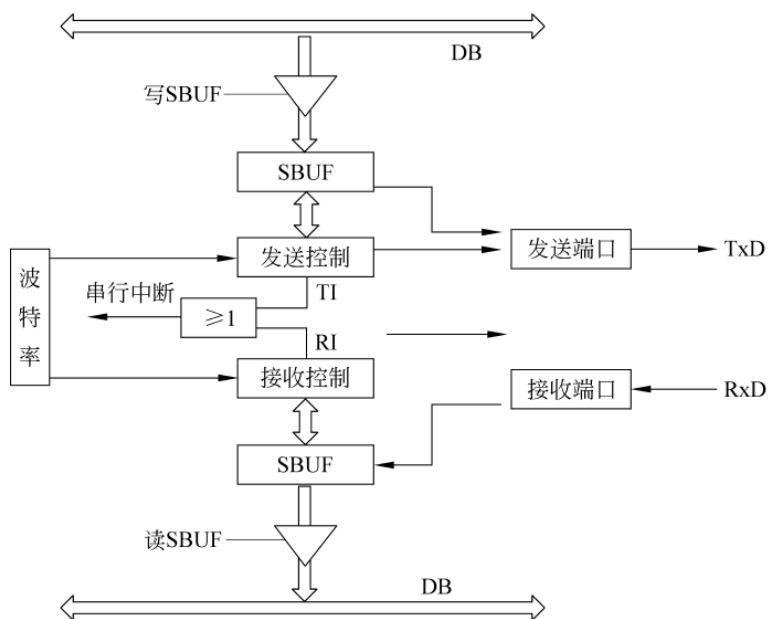 DB
写SBUF
SBUF
发送控制
发送端口
TxD
波特率
串行中断
TI
≥1
RI
接收控制
接收端口
RxD
SBUF
读SBUF
DB